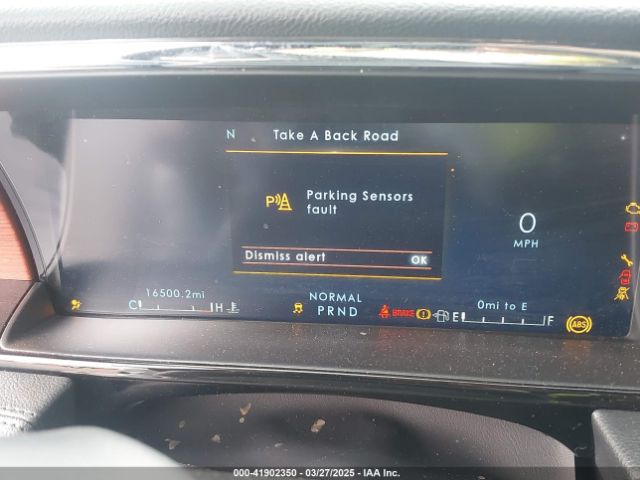 N Take A Back Road
P Parking Sensors
fault
0
MPH
Dismiss alert OK
16500.2mi
C H
NORMAL
PRND
BRAKE
0mi to E
E F
ABS
000-41902350 - 03/27/2025 - IAA Inc.